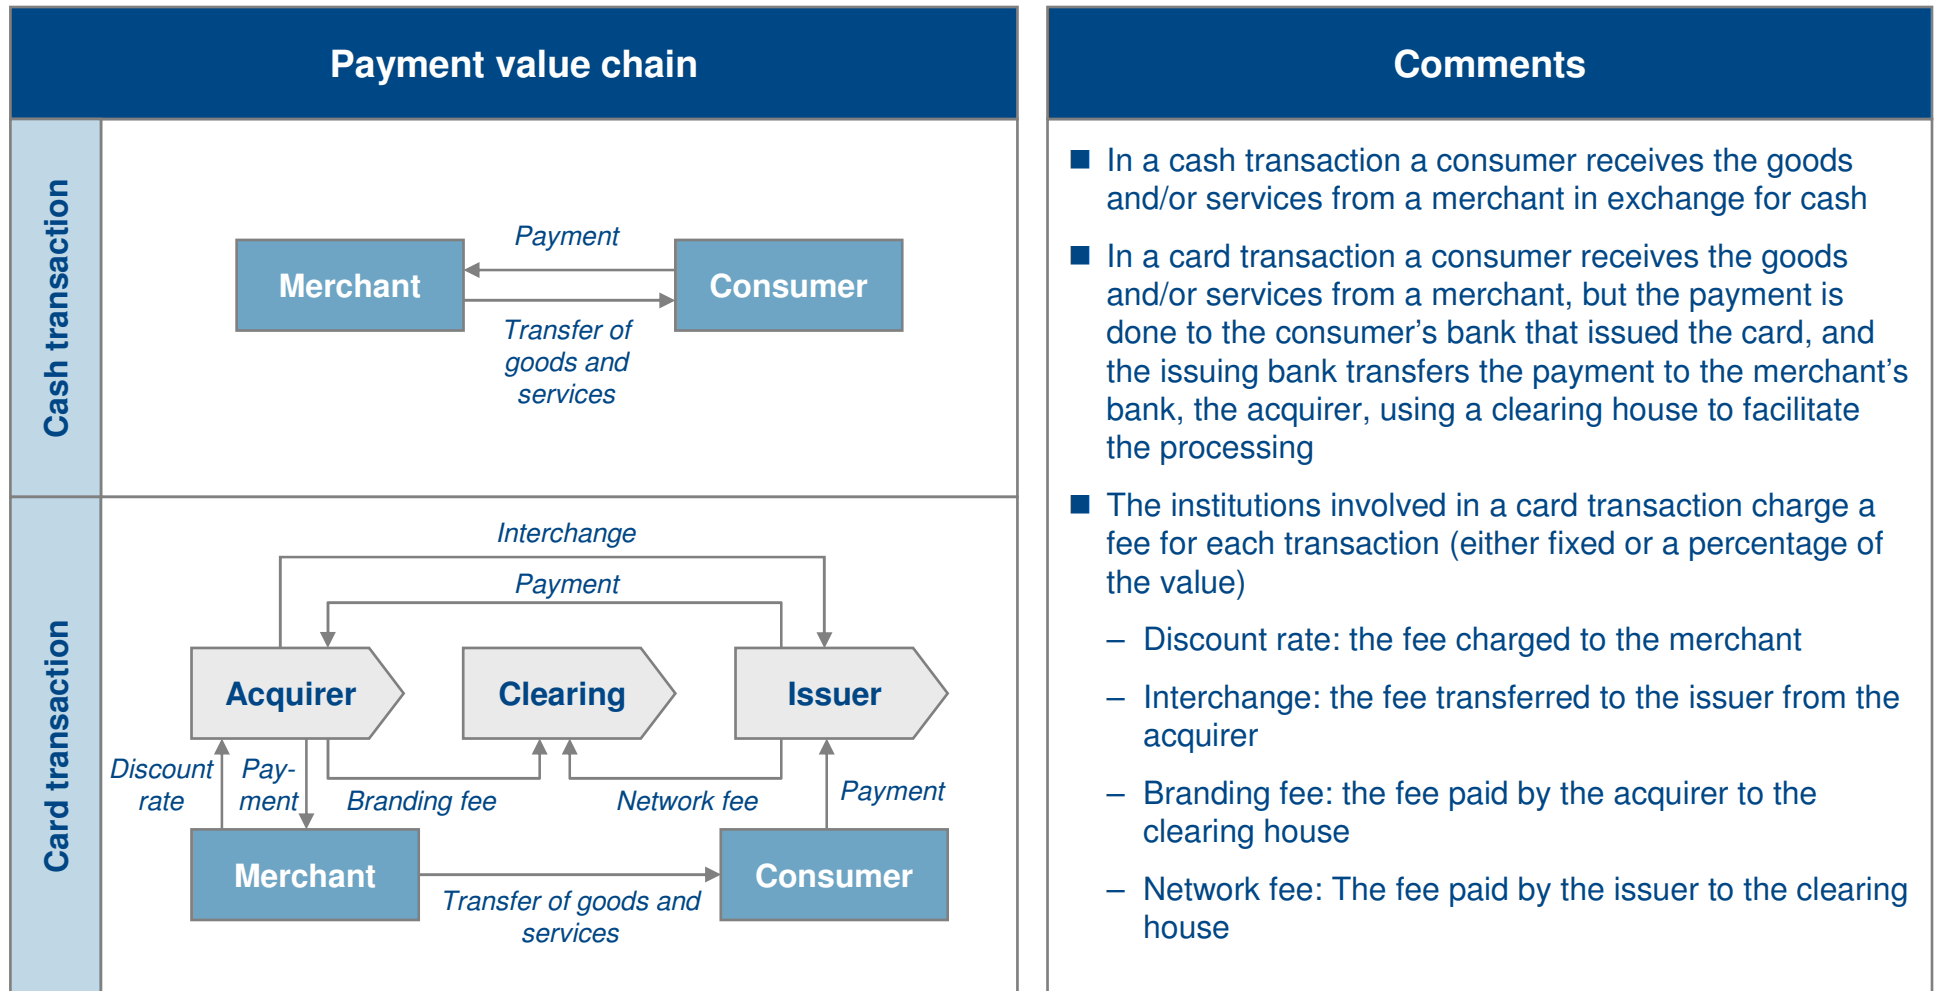 Payment value chain
Cash transaction
Payment
Merchant
Consumer
Transfer of
goods and
services
Card transaction
Interchange
Payment
Acquirer
Clearing
Issuer
Discount
rate
Pay-
ment
Branding fee
Network fee
Payment
Merchant
Consumer
Transfer of goods and
services
Comments
In a cash transaction a consumer receives the goods
and/or services from a merchant in exchange for cash
In a card transaction a consumer receives the goods
and/or services from a merchant, but the payment is
done to the consumer’s bank that issued the card, and
the issuing bank transfers the payment to the merchant’s
bank, the acquirer, using a clearing house to facilitate
the processing
The institutions involved in a card transaction charge a
fee for each transaction (either fixed or a percentage of
the value)
– Discount rate: the fee charged to the merchant
– Interchange: the fee transferred to the issuer from the
acquirer
– Branding fee: the fee paid by the acquirer to the
clearing house
– Network fee: The fee paid by the issuer to the clearing
house